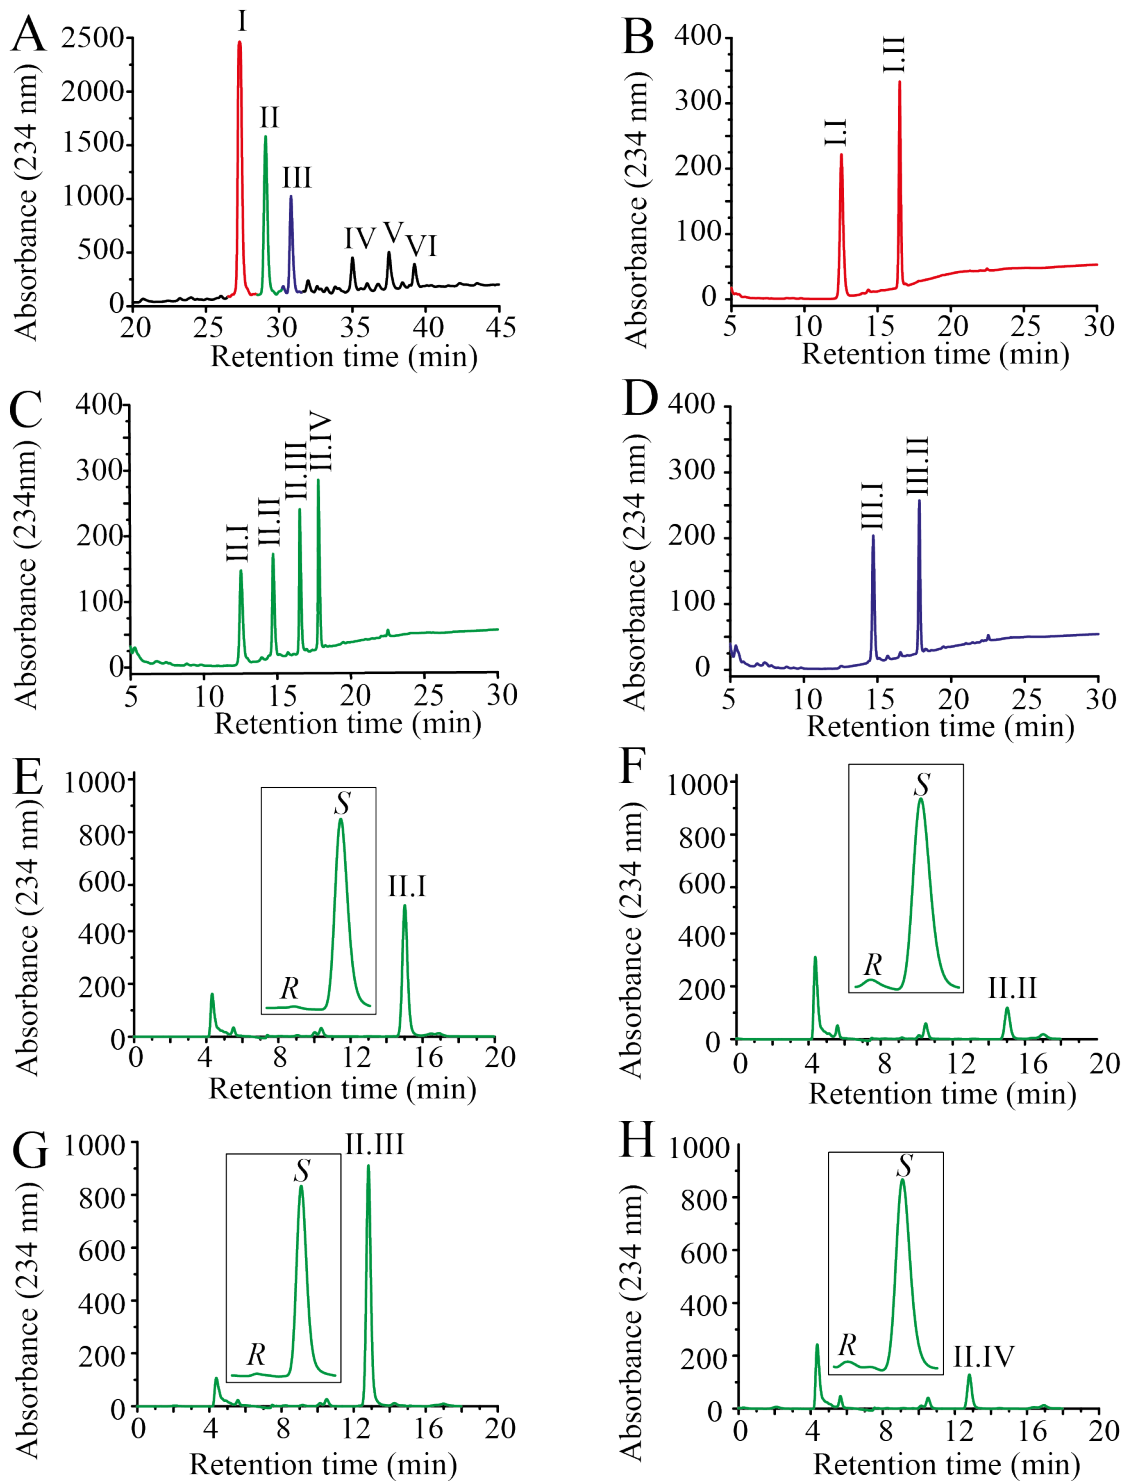 A
I
2500
2000
1500
1000
500
0
II
III
IV
V
VI
20
25
30
35
40
45
Absorbance (234 nm)
Retention time (min)
B
400
300
200
100
0
I.I
I.II
5
10
15
20
25
30
Absorbance (234 nm)
Retention time (min)
C
400
300
200
100
0
II.I
II.II
II.III
II.IV
5
10
15
20
25
30
Absorbance (234nm)
Retention time (min)
D
400
300
200
100
0
III.I
III.II
5
10
15
20
25
30
Absorbance (234 nm)
Retention time (min)
E
1000
800
600
400
200
0
S
R
II.I
0
4
8
12
16
20
Absorbance (234 nm)
Retention time (min)
F
1000
800
600
400
200
0
S
R
II.II
0
4
8
12
16
20
Absorbance (234 nm)
Retention time (min)
G
1000
800
600
400
200
0
S
R
II.III
0
4
8
12
16
20
Absorbance (234 nm)
Retention time (min)
H
1000
800
600
400
200
0
S
R
II.IV
0
4
8
12
16
20
Absorbance (234 nm)
Retention time (min)